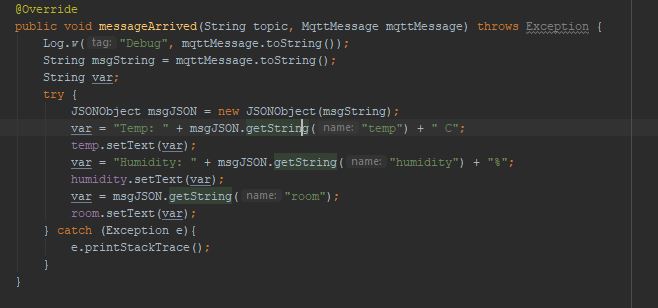 @Override
public void messageArrived(String topic, MqttMessage mqttMessage) throws Exception {
    Log.w( tag: "Debug", mqttMessage.toString());
    String msgString = mqttMessage.toString();
    String var;
    try {
        JSONObject msgJSON = new JSONObject(msgString);
        var = "Temp: " + msgJSON.getString( name: "temp") + " C";
        temp.setText(var);
        var = "Humidity: " + msgJSON.getString( name: "humidity") + "%";
        humidity.setText(var);
        var = msgJSON.getString( name: "room");
        room.setText(var);
    } catch (Exception e){
        e.printStackTrace();
    }
}